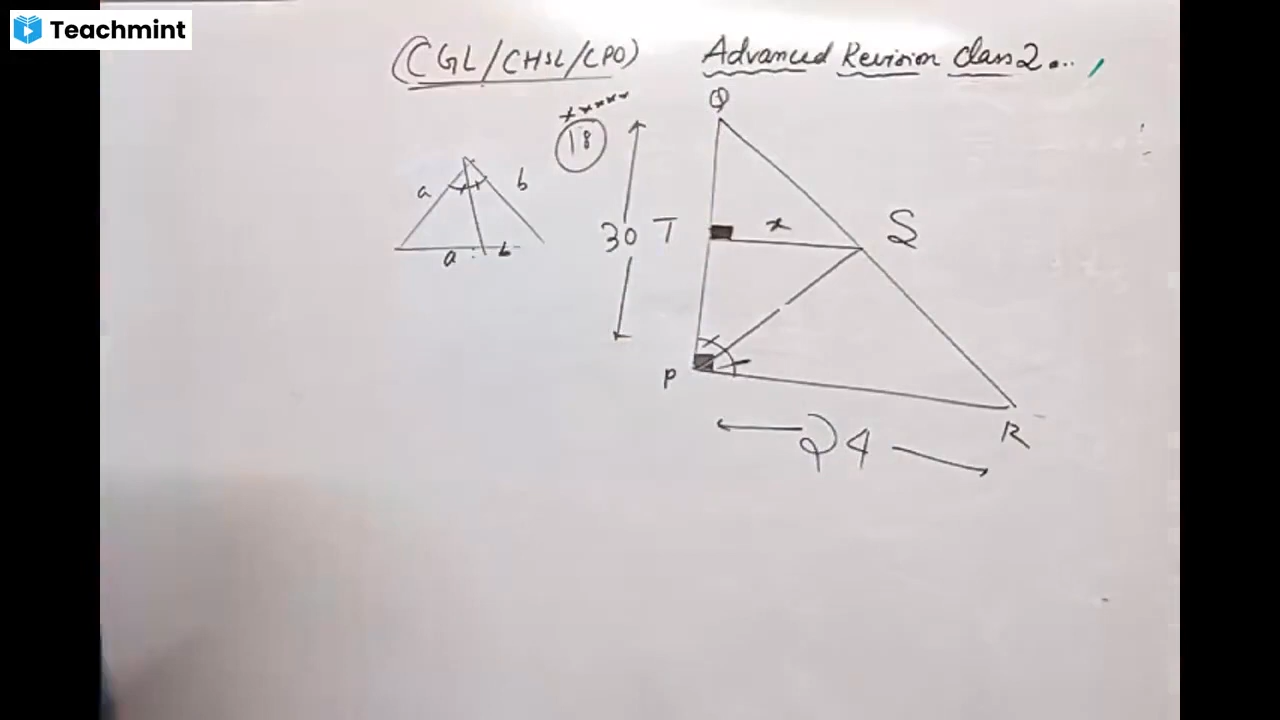 Teachmint
(CGL/CHSL/CPO) Advanced Revision Class 2...,
18
Q
a b
30 T x S
a : b
P
R
24